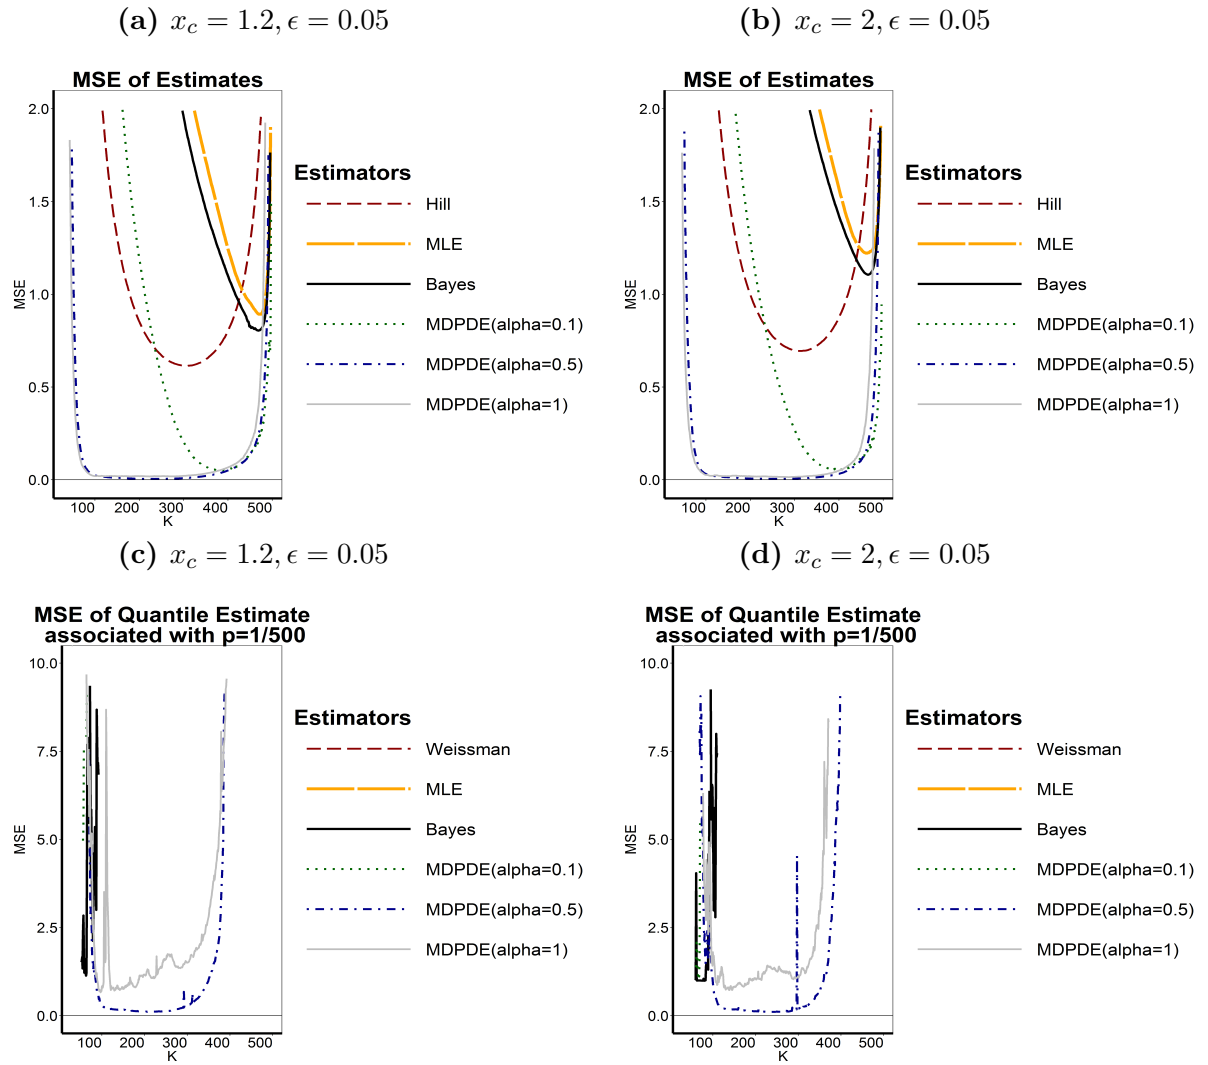 (a) x_c = 1.2, ϵ = 0.05
MSE of Estimates
2.0
1.5
1.0
0.5
0.0
MSE
100 200 300 400 500
K
Estimators
Hill
MLE
Bayes
MDPDE(alpha=0.1)
MDPDE(alpha=0.5)
MDPDE(alpha=1)
(b) x_c = 2, ϵ = 0.05
MSE of Estimates
2.0
1.5
1.0
0.5
0.0
MSE
100 200 300 400 500
K
Estimators
Hill
MLE
Bayes
MDPDE(alpha=0.1)
MDPDE(alpha=0.5)
MDPDE(alpha=1)
(c) x_c = 1.2, ϵ = 0.05
MSE of Quantile Estimate
associated with p=1/500
10.0
7.5
5.0
2.5
0.0
MSE
100 200 300 400 500
K
Estimators
Weissman
MLE
Bayes
MDPDE(alpha=0.1)
MDPDE(alpha=0.5)
MDPDE(alpha=1)
(d) x_c = 2, ϵ = 0.05
MSE of Quantile Estimate
associated with p=1/500
10.0
7.5
5.0
2.5
0.0
MSE
100 200 300 400 500
K
Estimators
Weissman
MLE
Bayes
MDPDE(alpha=0.1)
MDPDE(alpha=0.5)
MDPDE(alpha=1)